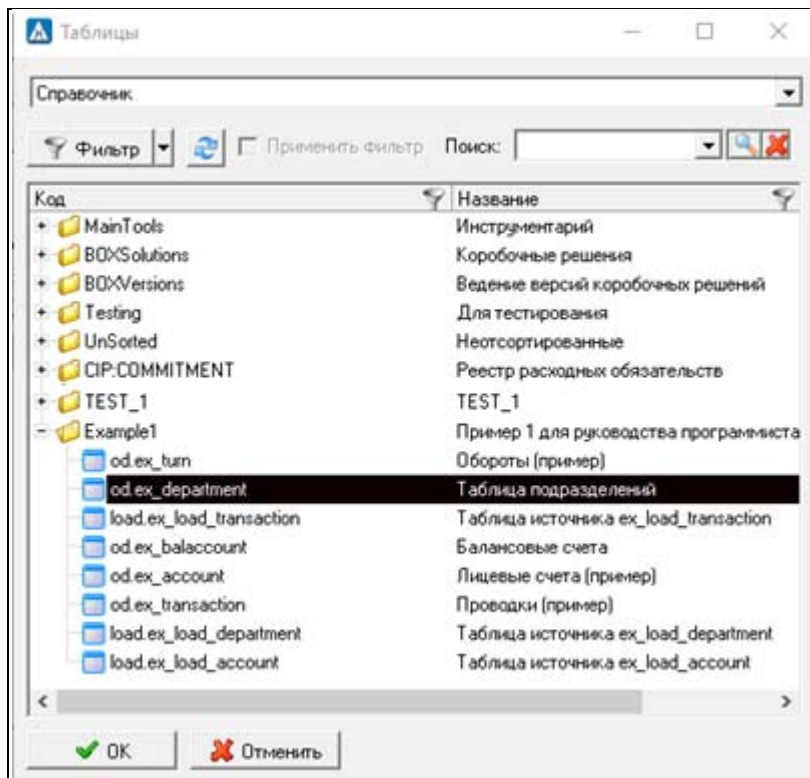 Таблицы
Справочник
Фильтр Применить фильтр Поиск:
Код Название
MainTools Инструментарий
BOXSolutions Коробочные решения
BOXVersions Ведение версий коробочных решений
Testing Для тестирования
UnSorted Неотсортированные
CIP:COMMITMENT Реестр расходных обязательств
TEST_1 TEST_1
Example1 Пример 1 для руководства программиста
od.ex_turn Обороты (пример)
od.ex_department Таблица подразделений
load.ex_load_transaction Таблица источника ex_load_transaction
od.ex_balaccount Балансовые счета
od.ex_account Лицевые счета (пример)
od.ex_transaction Проводки (пример)
load.ex_load_department Таблица источника ex_load_department
load.ex_load_account Таблица источника ex_load_account
OK Отменить